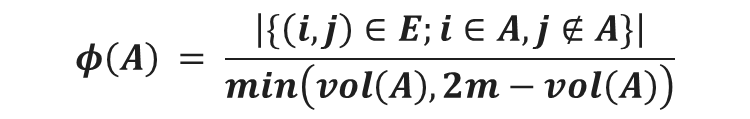 ϕ(A) = |{(i,j) ∈ E; i ∈ A, j ∉ A}| / min(vol(A), 2m − vol(A))